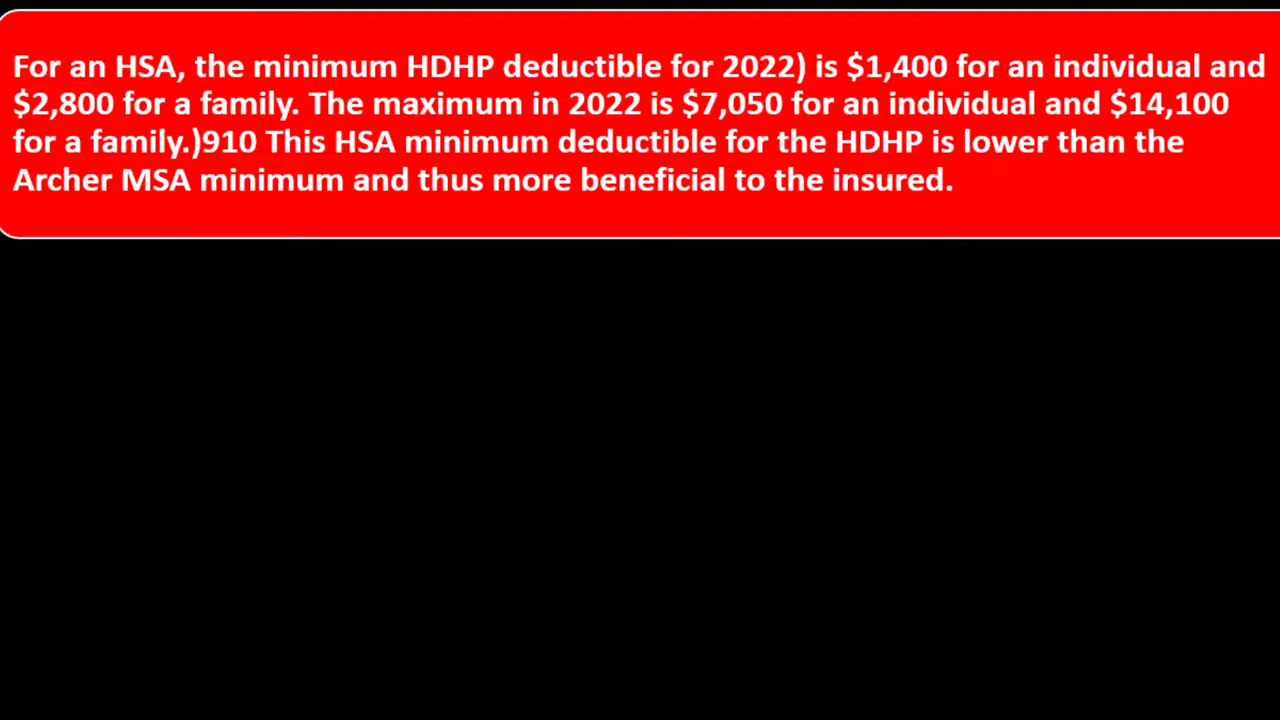 For an HSA, the minimum HDHP deductible for 2022) is $1,400 for an individual and
$2,800 for a family. The maximum in 2022 is $7,050 for an individual and $14,100
for a family.)910 This HSA minimum deductible for the HDHP is lower than the
Archer MSA minimum and thus more beneficial to the insured.